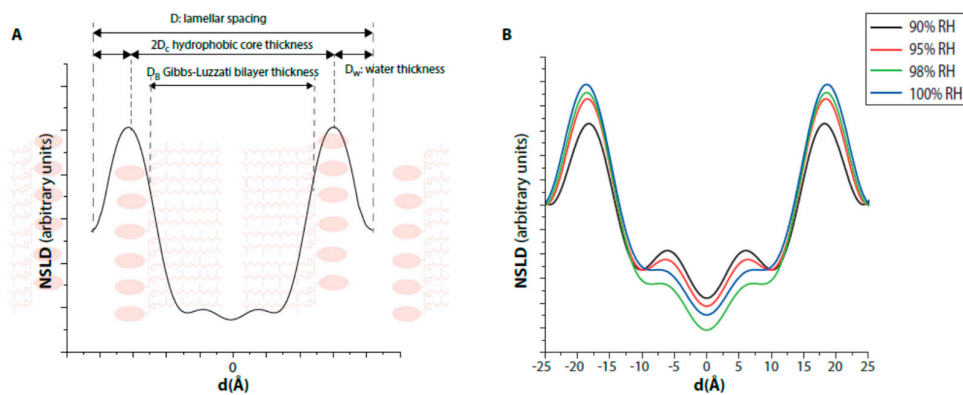 A
D: lamellar spacing
2Dc hydrophobic core thickness
DB Gibbs-Luzzati bilayer thickness
Dw: water thickness
NSLD (arbitrary units)
0
d(Å)
B
90% RH
95% RH
98% RH
100% RH
NSLD (arbitrary units)
-25 -20 -15 -10 -5 0 5 10 15 20 25
d(Å)